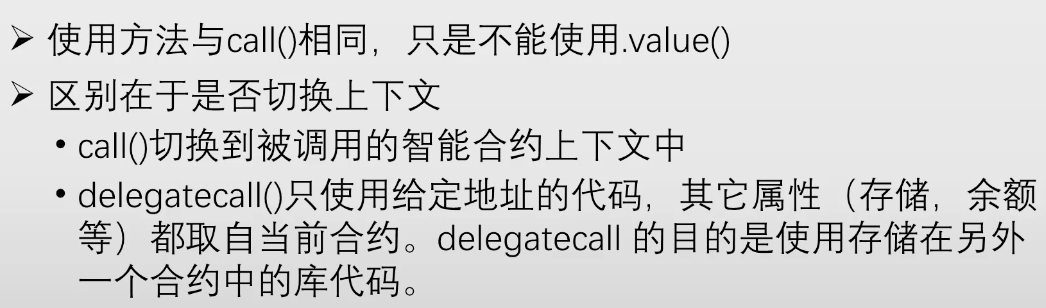 ➢ 使用方法与call()相同，只是不能使用.value()
➢ 区别在于是否切换上下文
• call()切换到被调用的智能合约上下文中
• delegatecall()只使用给定地址的代码，其它属性（存储，余额
等）都取自当前合约。delegatecall 的目的是使用存储在另外
一个合约中的库代码。